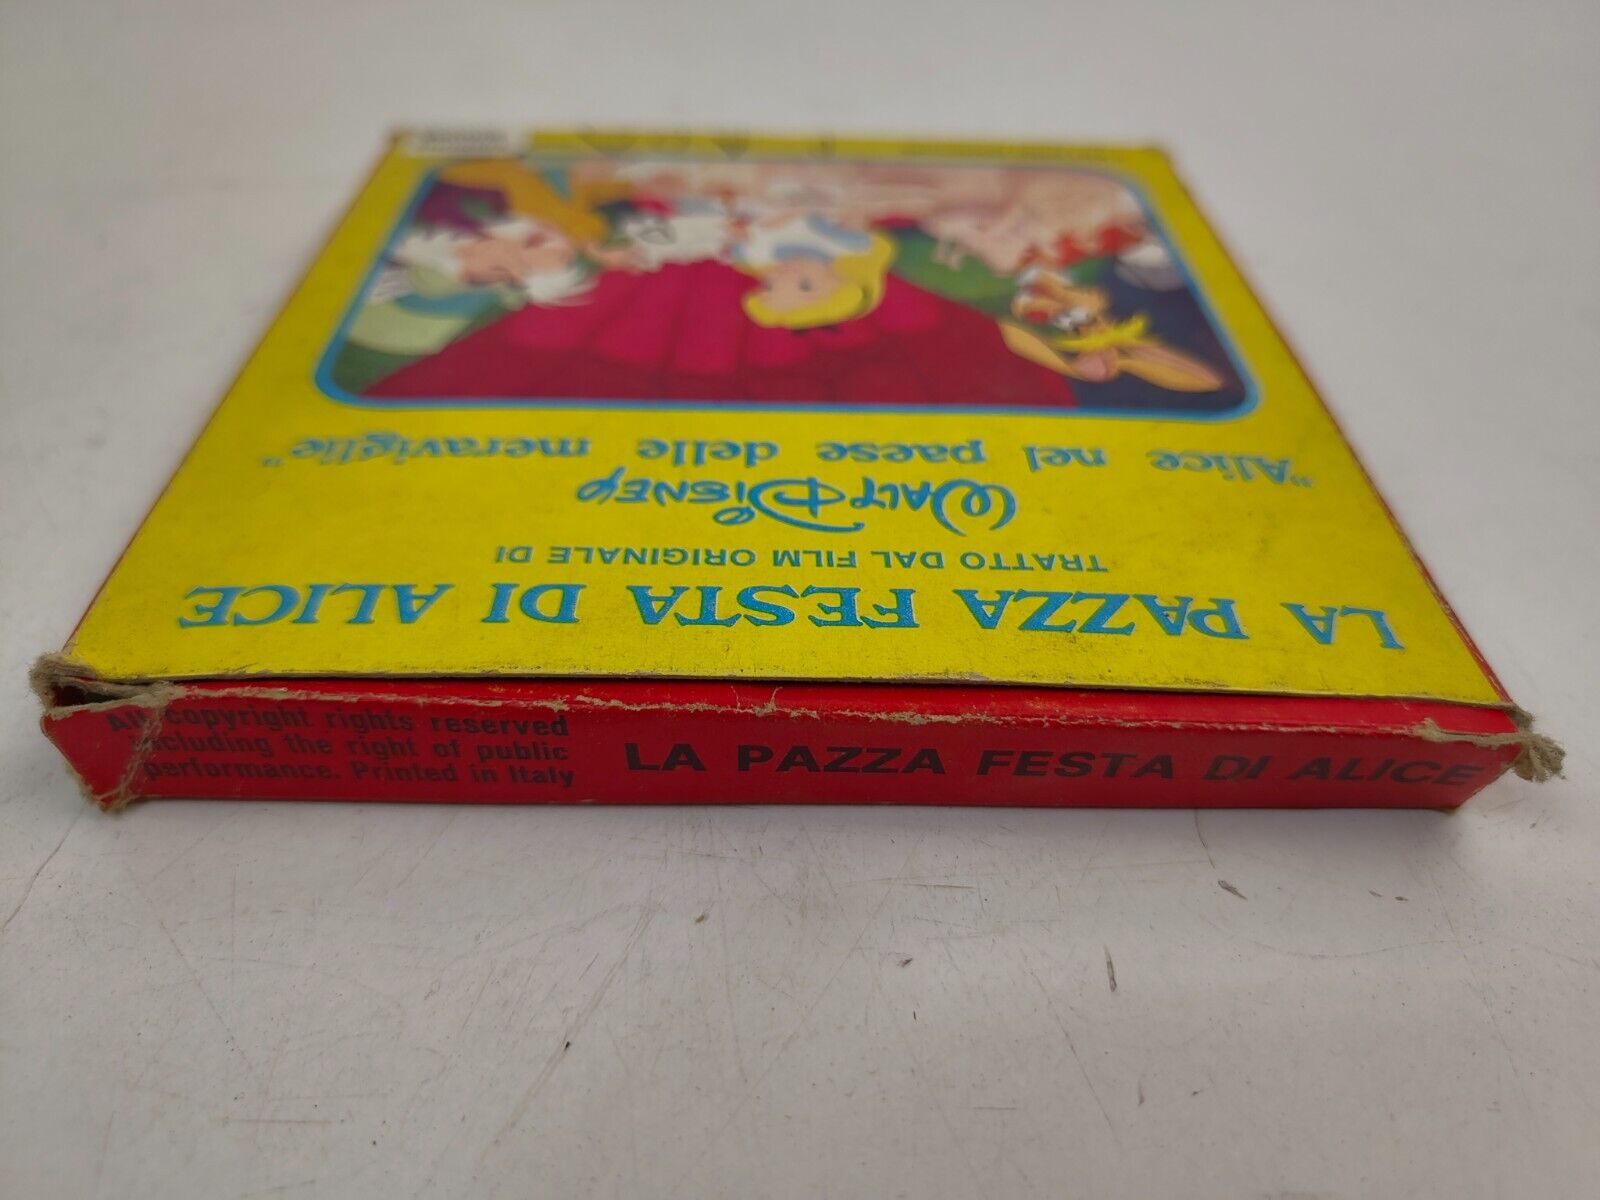 LA PAZZA FESTA DI ALICE
TRATTO DAL FILM ORIGINALE DI
WALT DISNEY
"Alice nel paese delle meraviglie"
All copyright rights reserved
including the right of public
performance. Printed in Italy
LA PAZZA FESTA DI ALICE